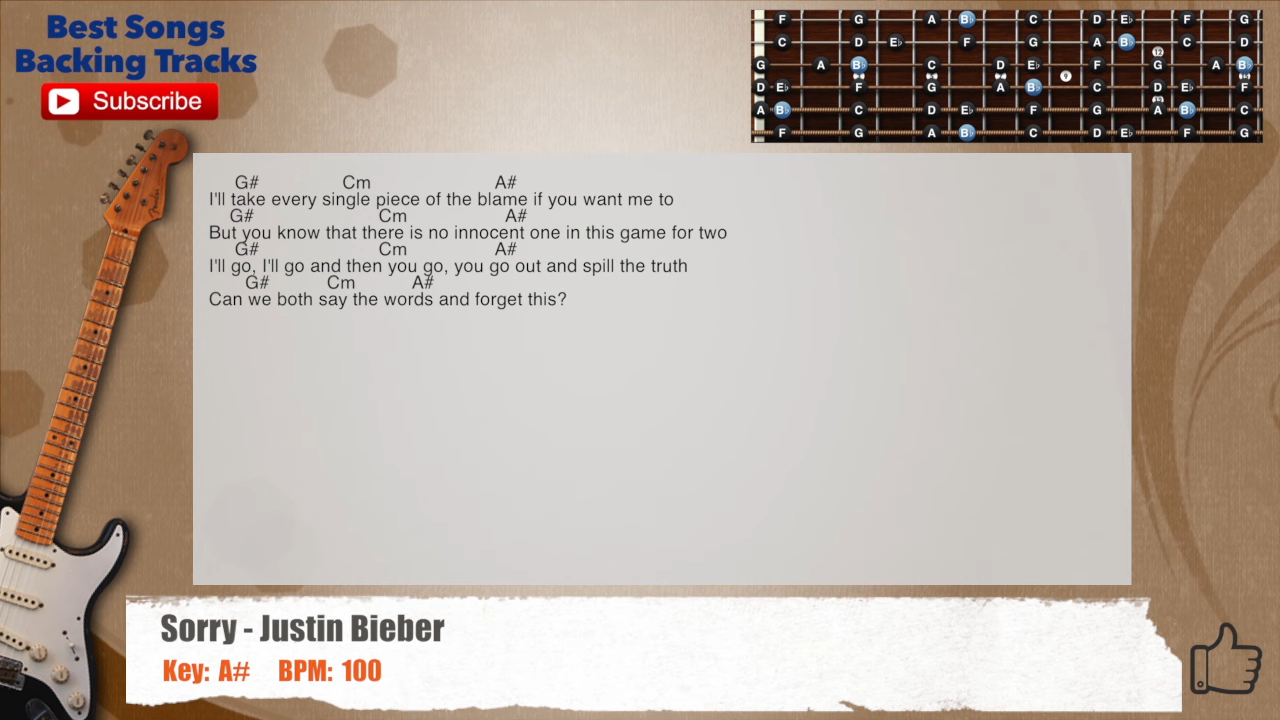 Best Songs
Backing Tracks
Subscribe
F G A B♭ C D E♭ F G
C D E♭ F G A B♭ C D
G A B♭ C D E♭ F G A B♭
D E♭ F G A B♭ C D E♭ F
A B♭ C D E♭ F G A B♭ C
F G A B♭ C D E♭ F G
9
12
Fender
G# Cm A#
I'll take every single piece of the blame if you want me to
G# Cm A#
But you know that there is no innocent one in this game for two
G# Cm A#
I'll go, I'll go and then you go, you go out and spill the truth
G# Cm A#
Can we both say the words and forget this?
Sorry - Justin Bieber
Key: A# BPM: 100